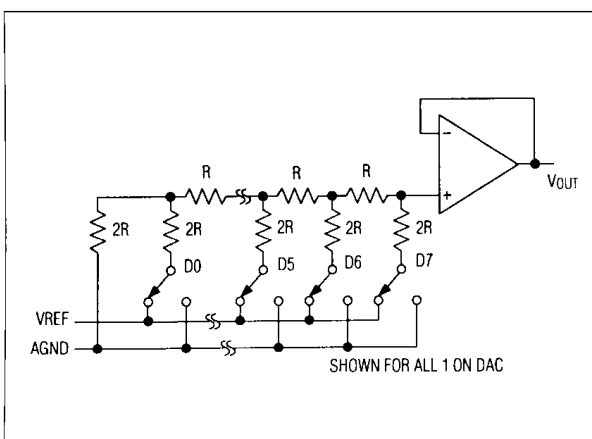 R R R
VOUT
2R 2R 2R 2R 2R
D0 D5 D6 D7
VREF
AGND
SHOWN FOR ALL 1 ON DAC